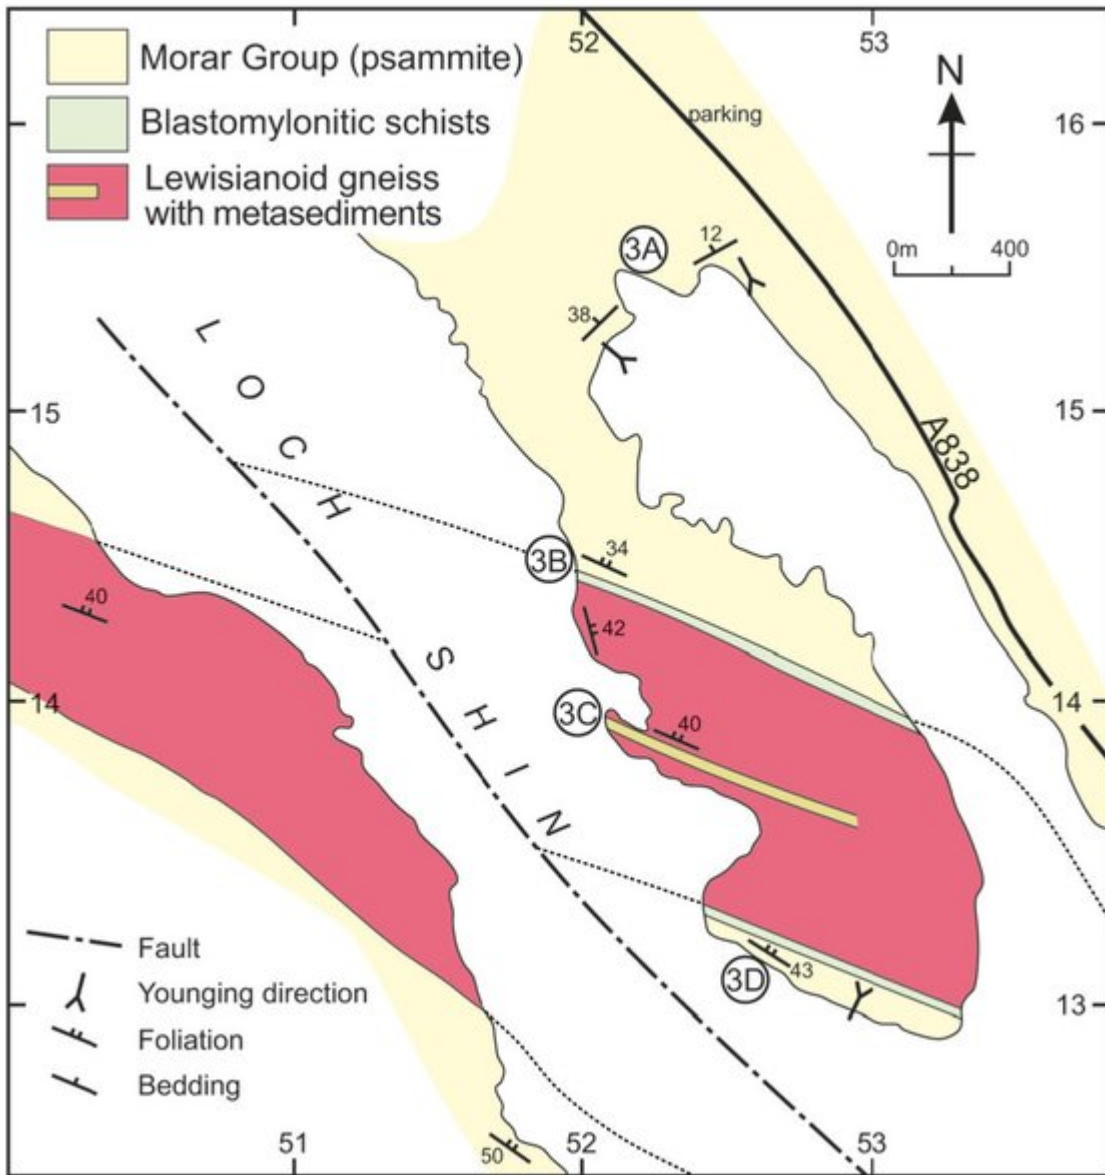 52
53
Morar Group (psammite)
Blastomylonitic schists
Lewisianoid gneiss
with metasediments
N
parking
16
0m 400
3A
12
38
15
15
A838
LOCH SHIN
3B
34
40
42
14
14
3C
40
3D
43
13
Fault
Younging direction
Foliation
Bedding
50
51
52
53